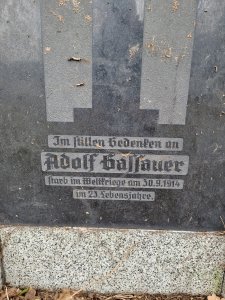 Im stillen Gedenken an
Adolf Gassauer
starb im Weltkriege am 30.9.1914
im 23. Lebensjahre.